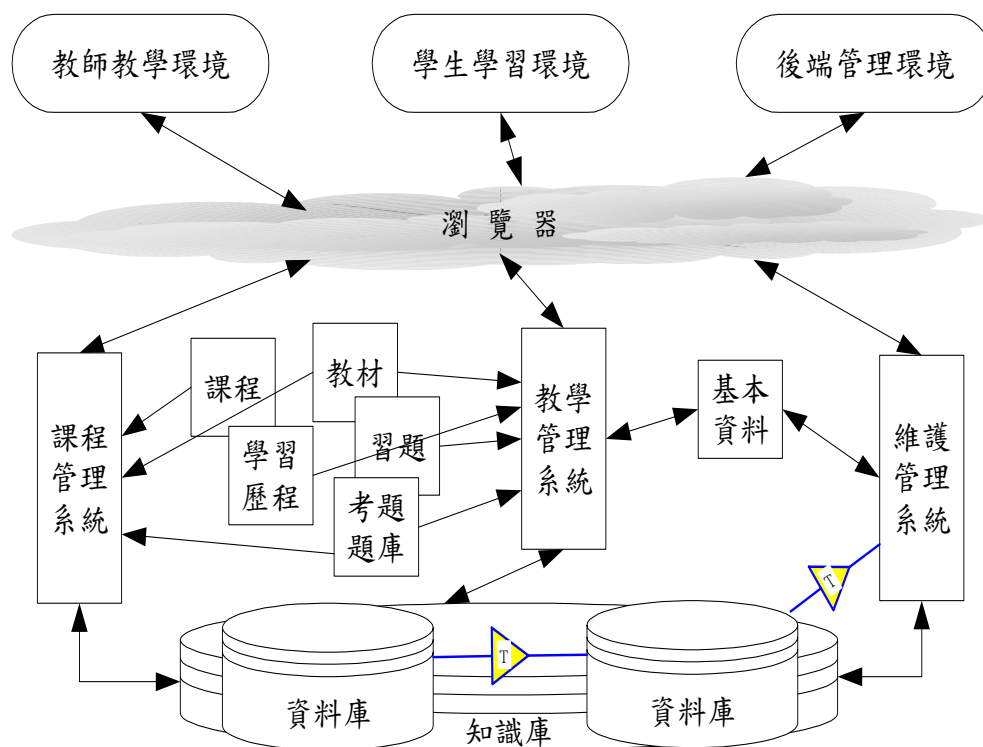 教師教學環境
學生學習環境
後端管理環境
瀏 覽 器
課程
管理
系統
課程
教材
學習
歷程
習題
考題
題庫
教學
管理
系統
基本
資料
維護
管理
系統
T
T
資料庫
資料庫
知識庫